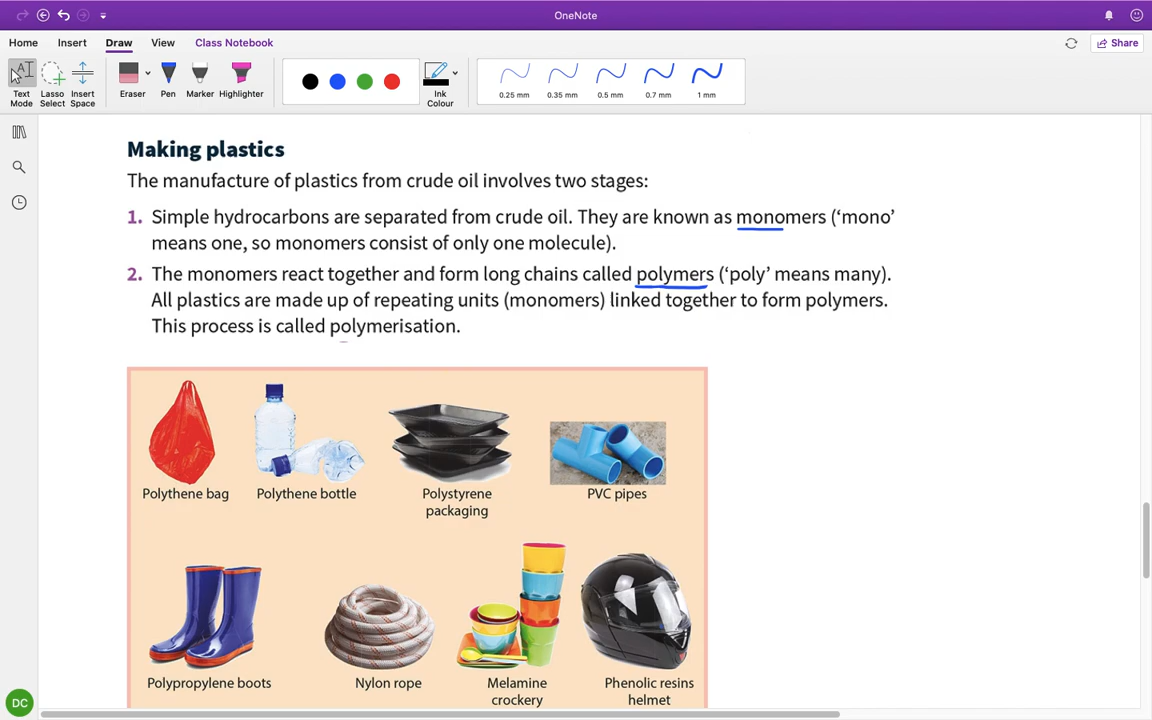 OneNote
Home Insert Draw View Class Notebook
Share
Text Mode
Lasso Select
Insert Space
Eraser
Pen
Marker
Highlighter
Ink Colour
0.25 mm 0.35 mm 0.5 mm 0.7 mm 1 mm
Making plastics
The manufacture of plastics from crude oil involves two stages:
1. Simple hydrocarbons are separated from crude oil. They are known as monomers (‘mono’
means one, so monomers consist of only one molecule).
2. The monomers react together and form long chains called polymers (‘poly’ means many).
All plastics are made up of repeating units (monomers) linked together to form polymers.
This process is called polymerisation.
Polythene bag
Polythene bottle
Polystyrene
packaging
PVC pipes
Polypropylene boots
Nylon rope
Melamine
crockery
Phenolic resins
helmet
DC